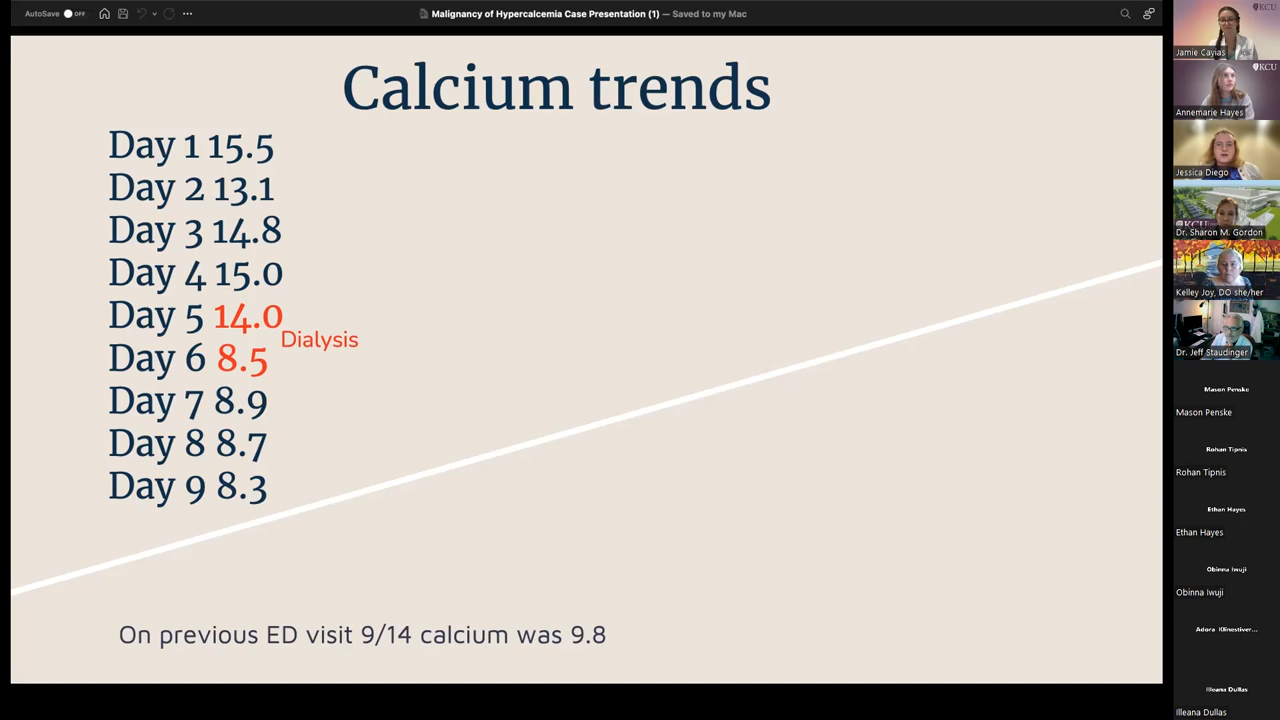 AutoSave OFF
Malignancy of Hypercalcemia Case Presentation (1) — Saved to my Mac
Calcium trends
Day 1 15.5
Day 2 13.1
Day 3 14.8
Day 4 15.0
Day 5 14.0
Dialysis
Day 6 8.5
Day 7 8.9
Day 8 8.7
Day 9 8.3
On previous ED visit 9/14 calcium was 9.8
KCU
Jamie Cayias
KCU
Annemarie Hayes
Jessica Diego
KCU
Dr. Sharon M. Gordon
Kelley Joy, DO she/her
Dr. Jeff Staudinger
Mason Penske
Mason Penske
Rohan Tipnis
Rohan Tipnis
Ethan Hayes
Ethan Hayes
Obinna Iwuji
Obinna Iwuji
Adora Klinestiver...
Illeana Dullas
Illeana Dullas